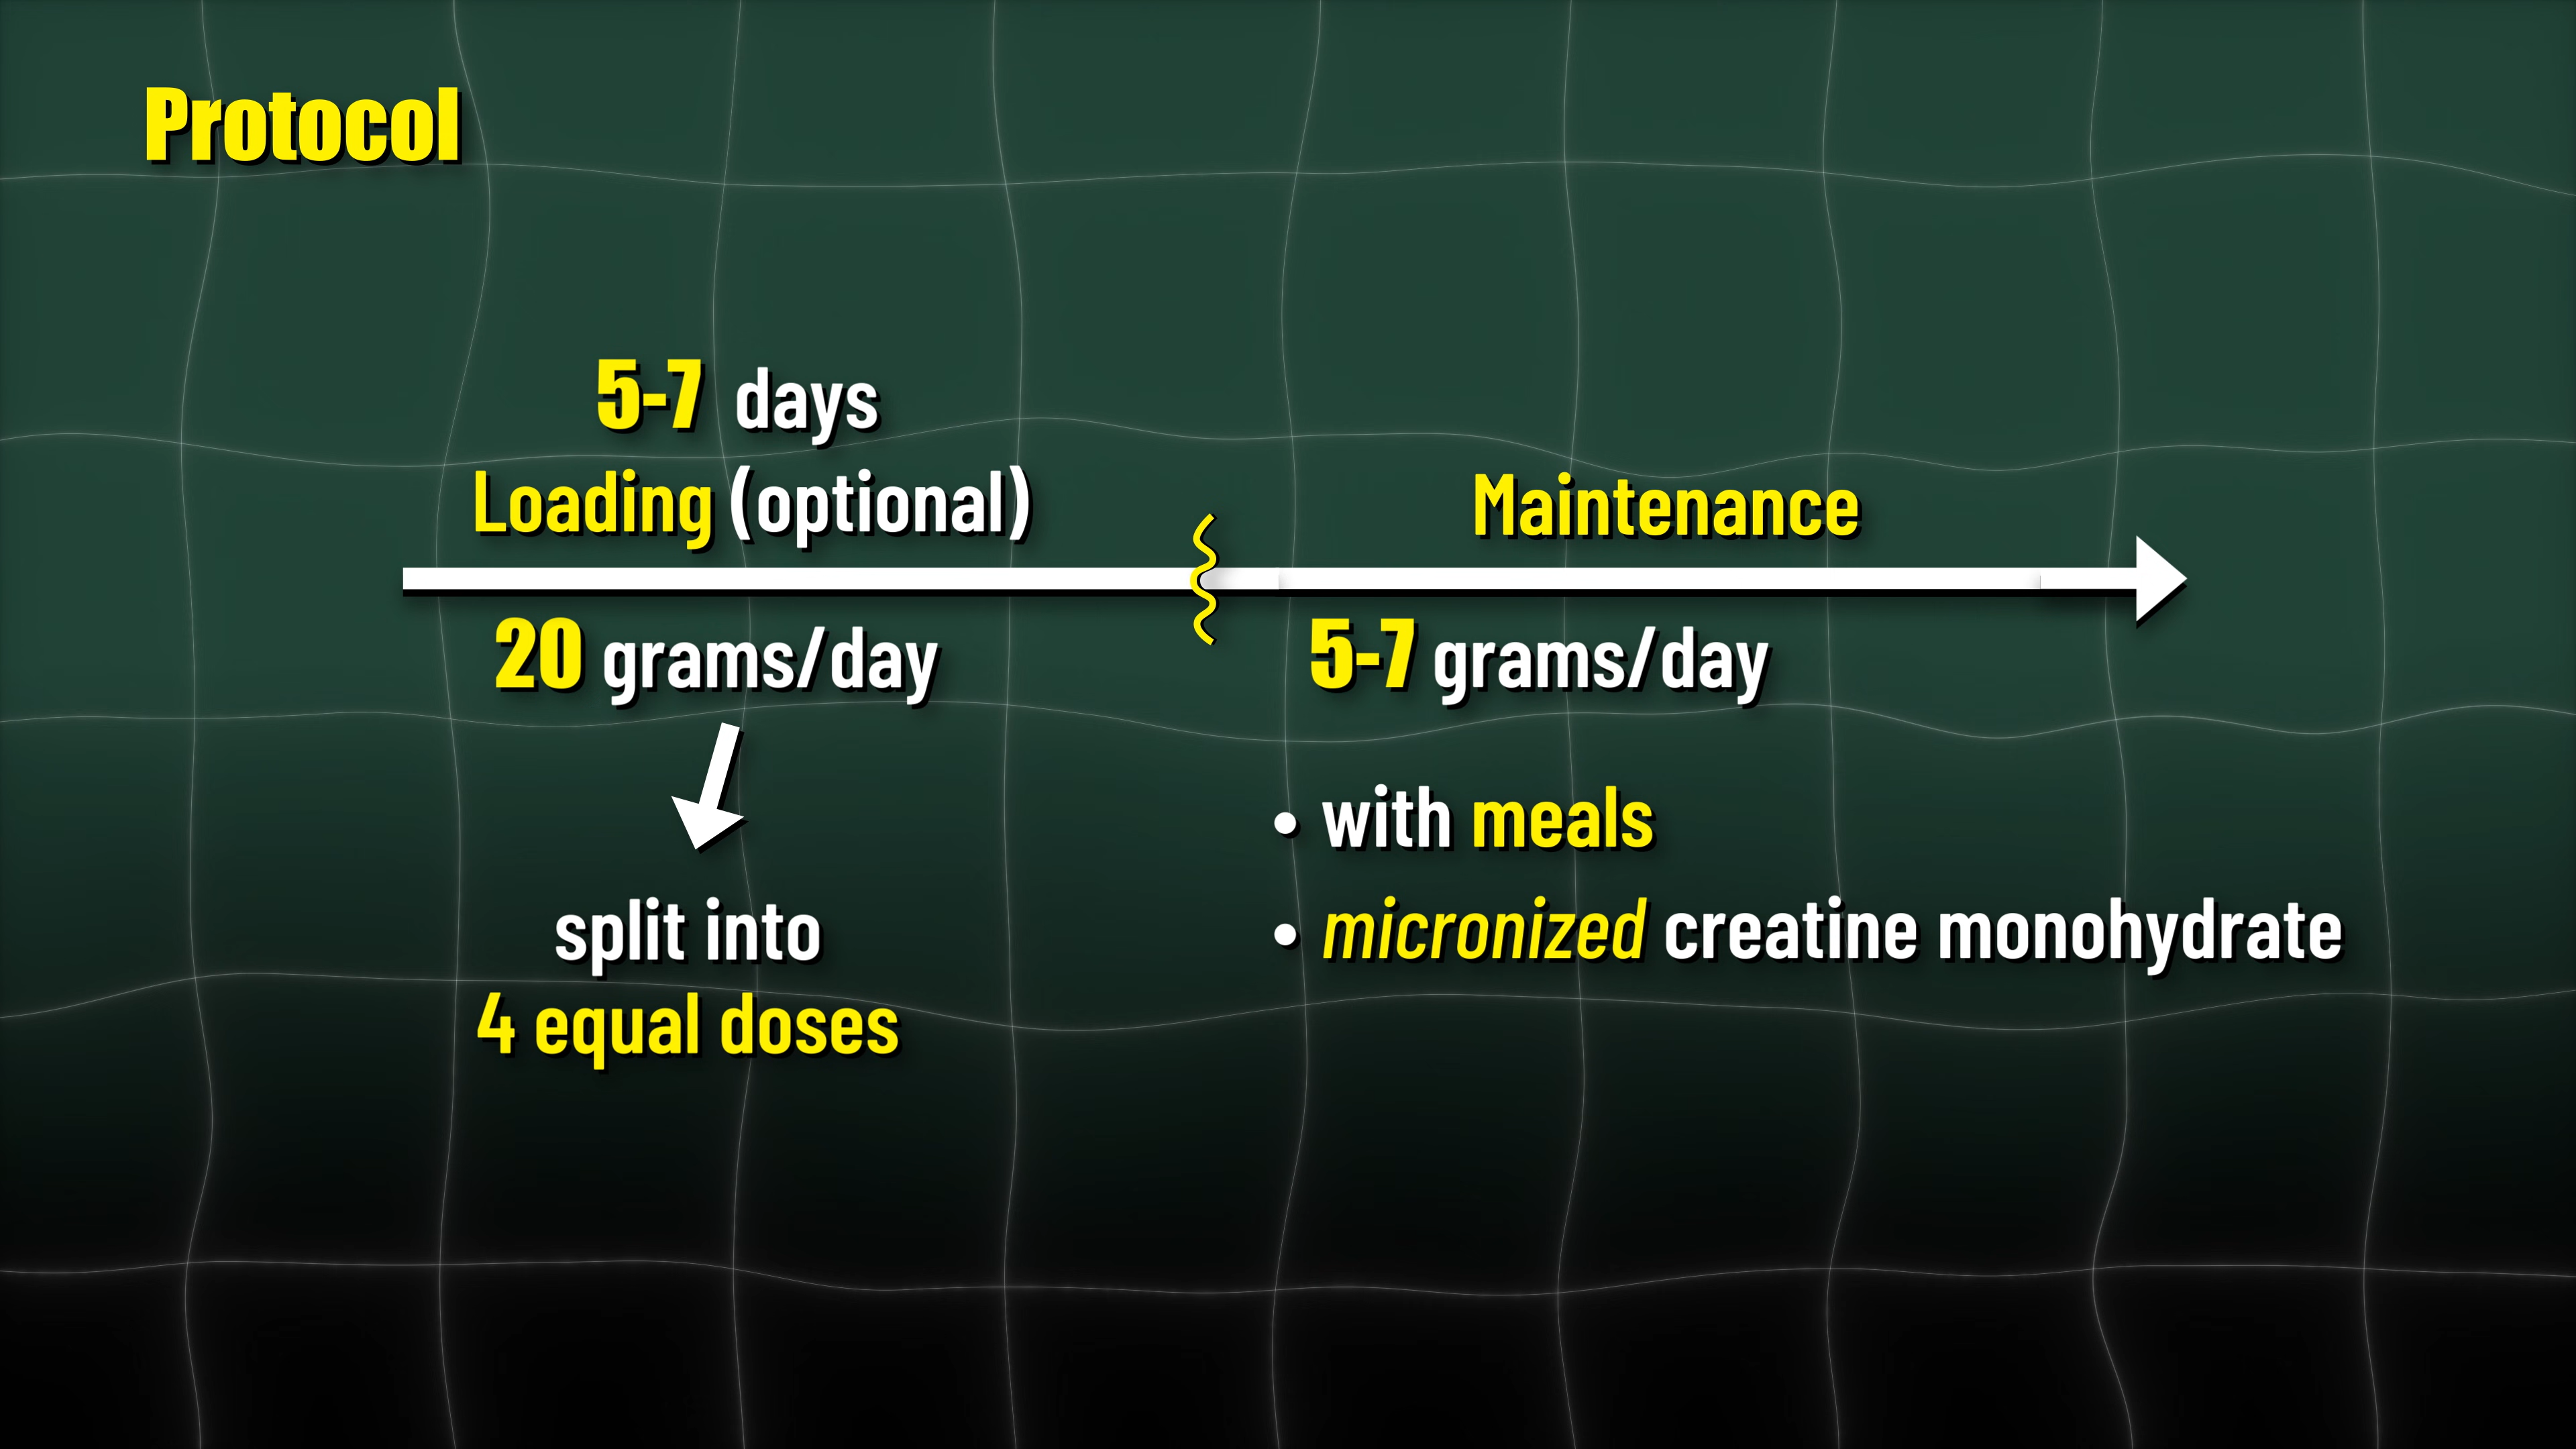 Protocol
5-7 days
Loading (optional)
20 grams/day
split into
4 equal doses
Maintenance
5-7 grams/day
• with meals
• micronized creatine monohydrate